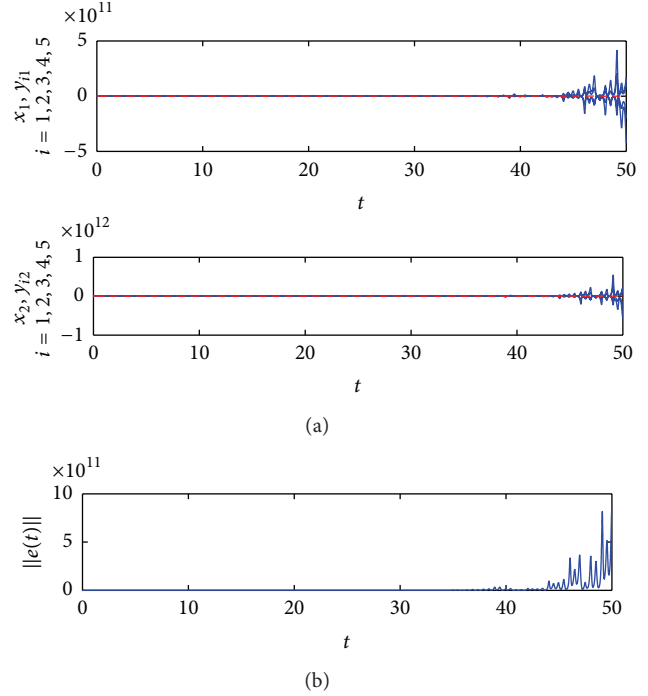 ×10¹¹
5
0
−5
x₁, yᵢ₁
i = 1, 2, 3, 4, 5
0 10 20 30 40 50
t
×10¹²
1
0
−1
x₂, yᵢ₂
i = 1, 2, 3, 4, 5
0 10 20 30 40 50
t
(a)
×10¹¹
10
5
0
||e(t)||
0 10 20 30 40 50
t
(b)